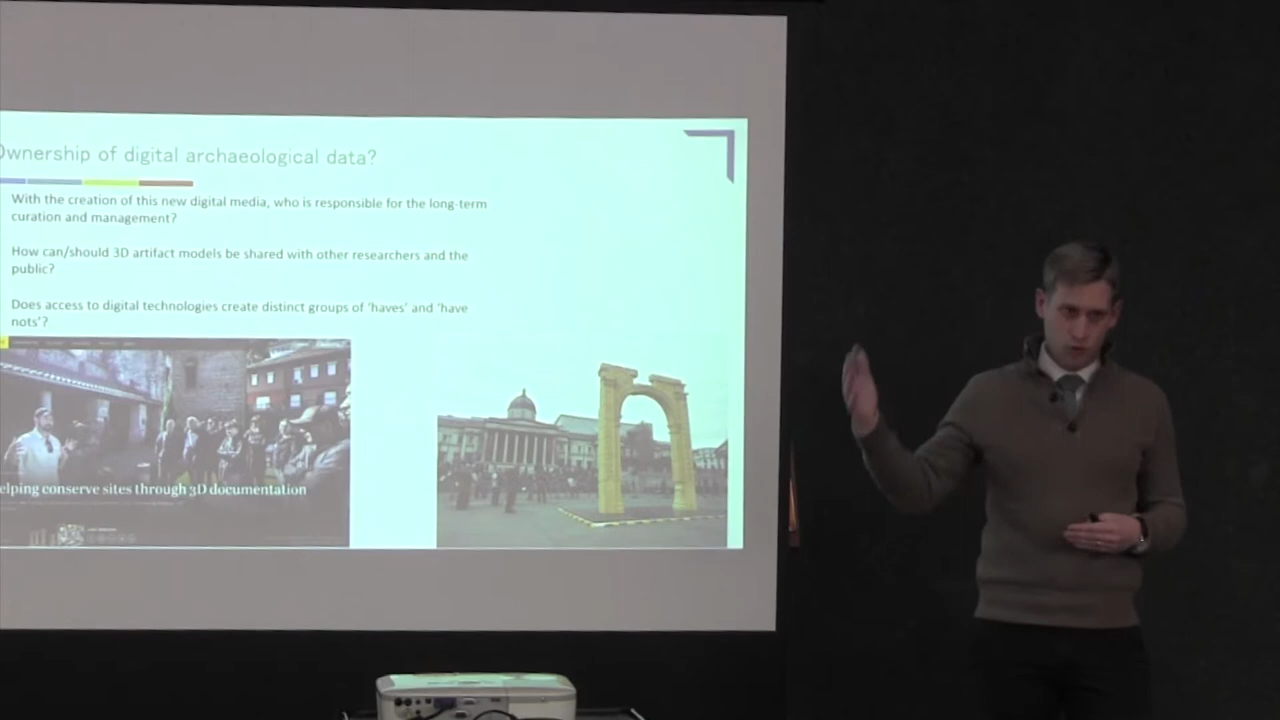 Ownership of digital archaeological data?
With the creation of this new digital media, who is responsible for the long-term
curation and management?
How can/should 3D artifact models be shared with other researchers and the
public?
Does access to digital technologies create distinct groups of ‘haves’ and ‘have
nots’?
elping conserve sites through 3D documentation